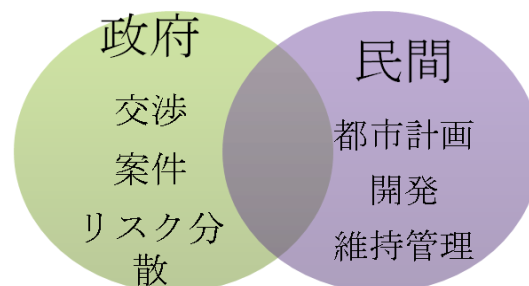 政府
交渉
案件
リスク分
散
民間
都市計画
開発
維持管理